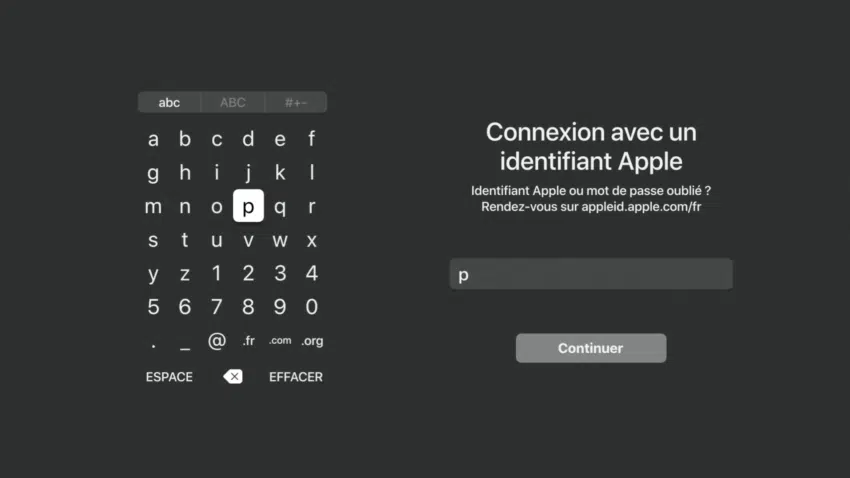 abc ABC #+-
a b c d e f
g h i j k l
m n o p q r
s t u v w x
y z 1 2 3 4
5 6 7 8 9 0
. _ @ .fr .com .org
ESPACE EFFACER
Connexion avec un
identifiant Apple
Identifiant Apple ou mot de passe oublié ?
Rendez-vous sur appleid.apple.com/fr
p
Continuer